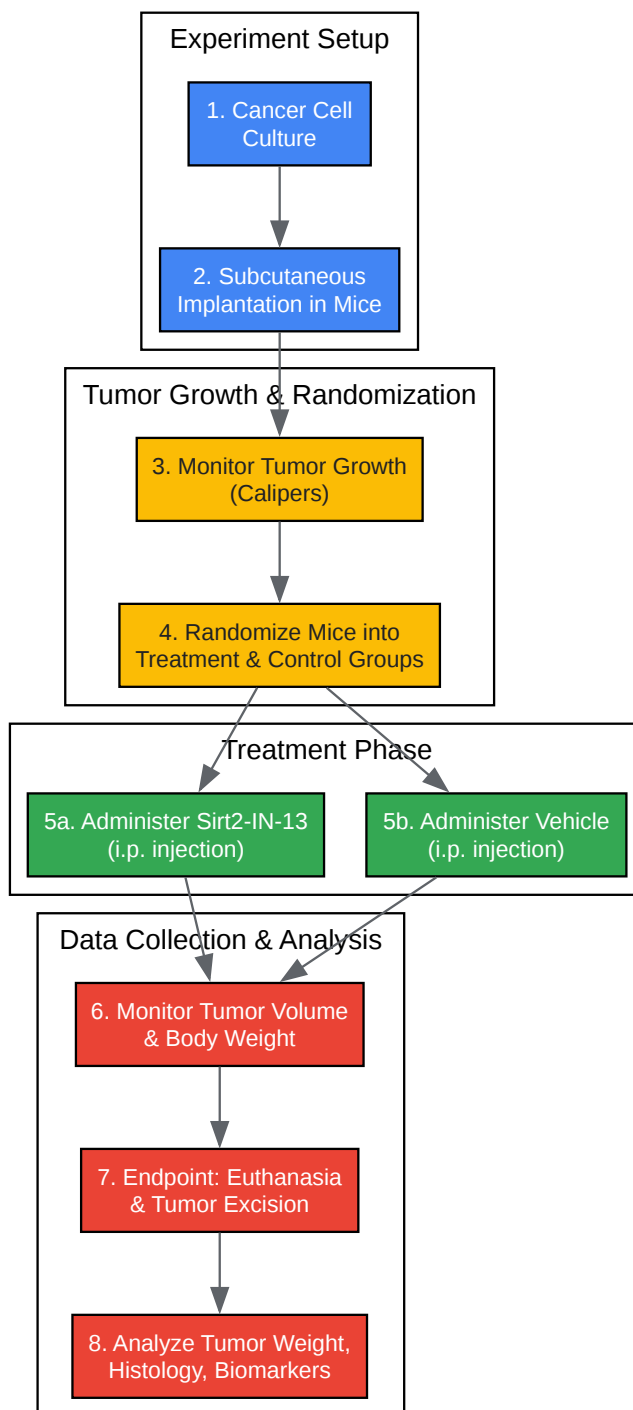 Experiment Setup
1. Cancer Cell
Culture
2. Subcutaneous
Implantation in Mice
Tumor Growth & Randomization
3. Monitor Tumor Growth
(Calipers)
4. Randomize Mice into
Treatment & Control Groups
Treatment Phase
5a. Administer Sirt2-IN-13
(i.p. injection)
5b. Administer Vehicle
(i.p. injection)
Data Collection & Analysis
6. Monitor Tumor Volume
& Body Weight
7. Endpoint: Euthanasia
& Tumor Excision
8. Analyze Tumor Weight,
Histology, Biomarkers